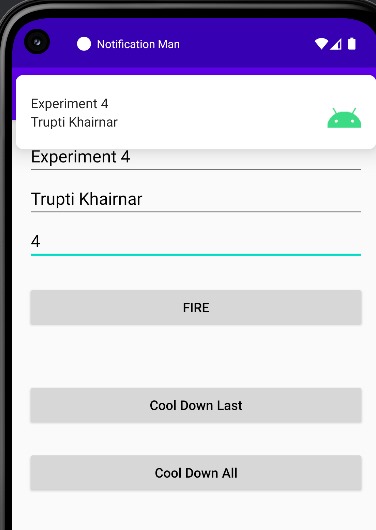 Notification Man
Experiment 4
Trupti Khairnar
Experiment 4
Trupti Khairnar
4
FIRE
Cool Down Last
Cool Down All